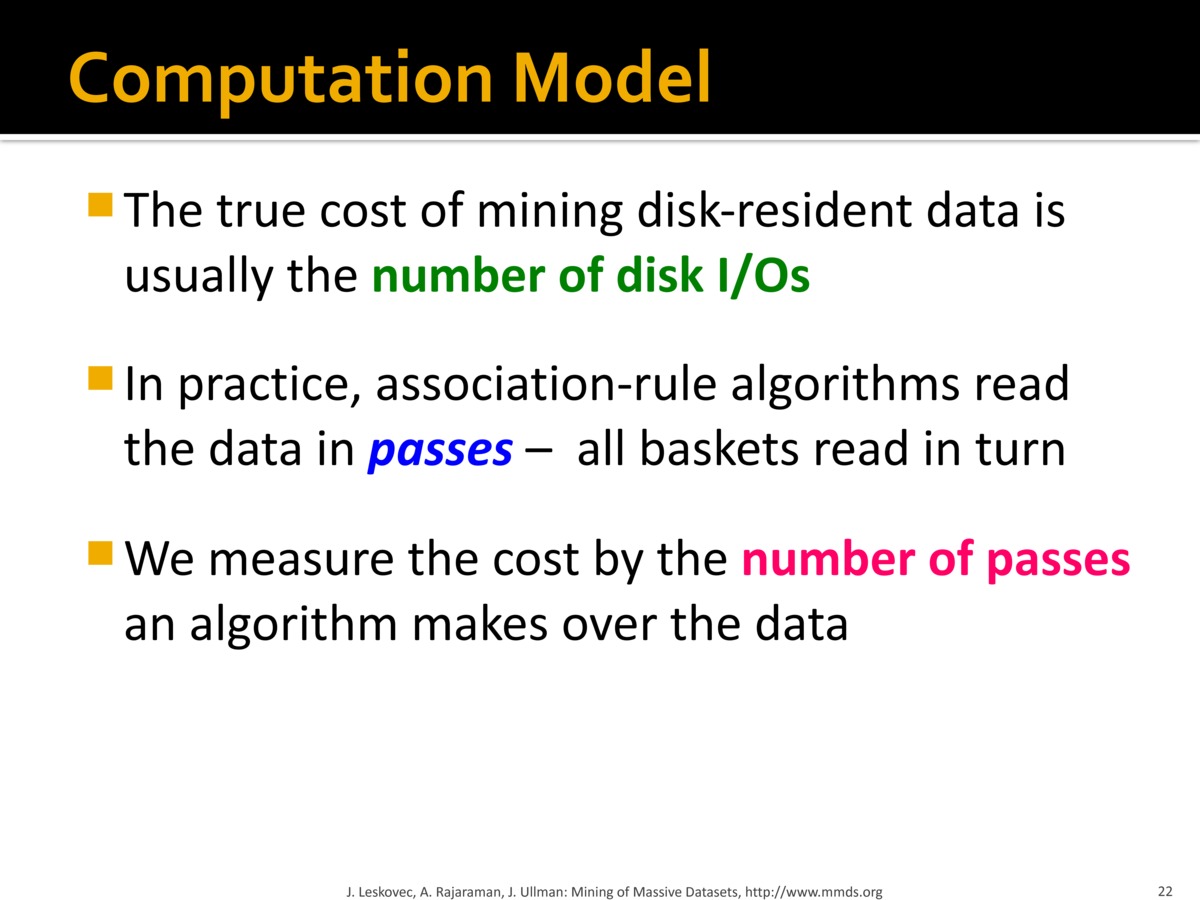 Computation Model
The true cost of mining disk-resident data is
usually the number of disk I/Os
In practice, association-rule algorithms read
the data in passes –  all baskets read in turn
We measure the cost by the number of passes
an algorithm makes over the data
J. Leskovec, A. Rajaraman, J. Ullman: Mining of Massive Datasets, http://www.mmds.org
22